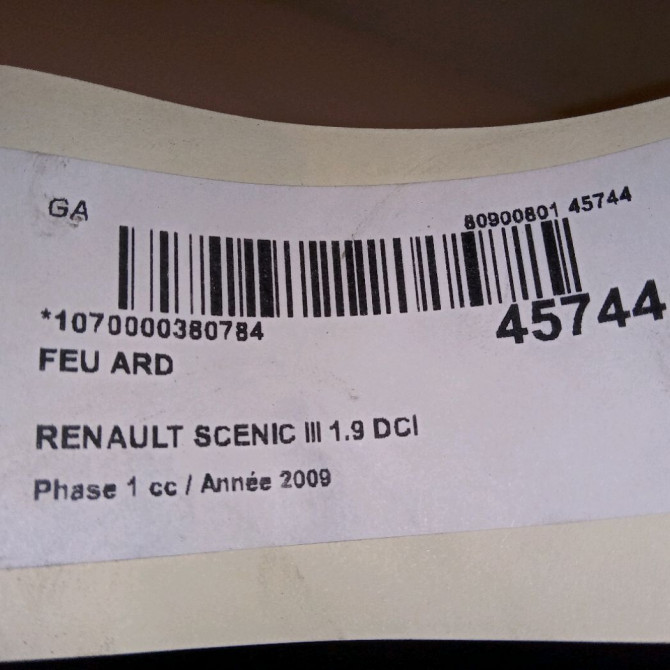 GA
80900801 45744
*1070000380784
45744
FEU ARD
RENAULT SCENIC III 1.9 DCI
Phase 1 cc / Année 2009